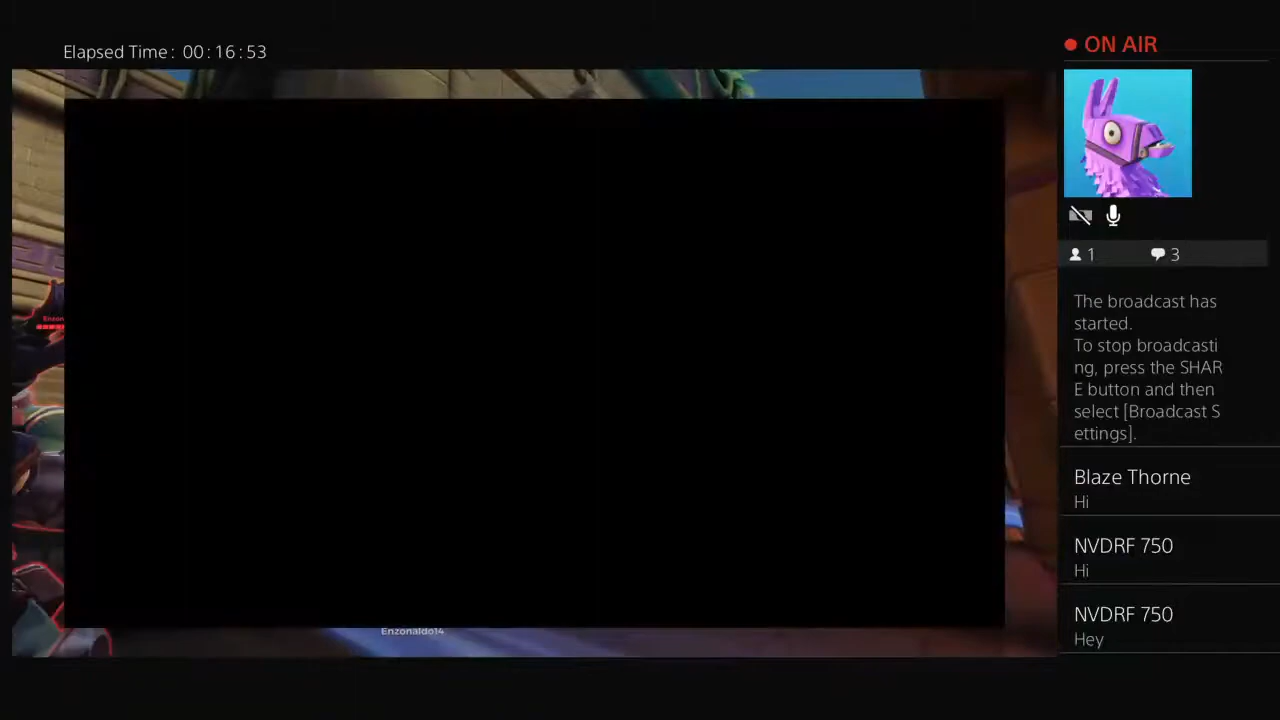 Elapsed Time: 00:16:53
ON AIR
1 3
The broadcast has
started.
To stop broadcasti
ng, press the SHAR
E button and then
select [Broadcast S
ettings].
Blaze Thorne
Hi
NVDRF 750
Hi
NVDRF 750
Hey
Enzon
Enzonaldo14